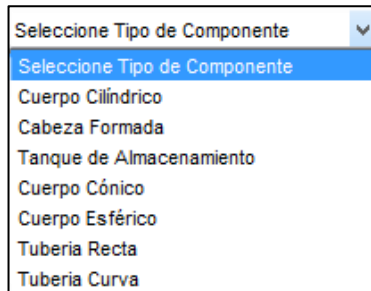 Seleccione Tipo de Componente
Seleccione Tipo de Componente
Cuerpo Cilíndrico
Cabeza Formada
Tanque de Almacenamiento
Cuerpo Cónico
Cuerpo Esférico
Tuberia Recta
Tuberia Curva